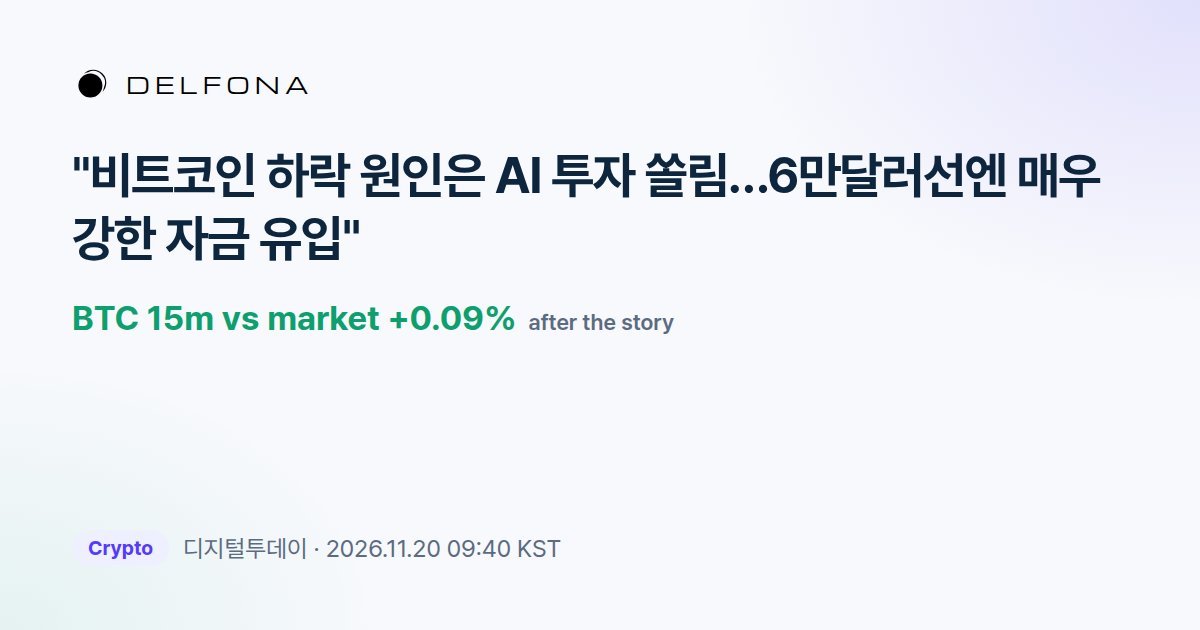 DELFONA
"비트코인 하락 원인은 AI 투자 쏠림…6만달러선엔 매우
강한 자금 유입"
BTC 15m vs market +0.09% after the story
Crypto 디지털투데이 · 2026.11.20 09:40 KST